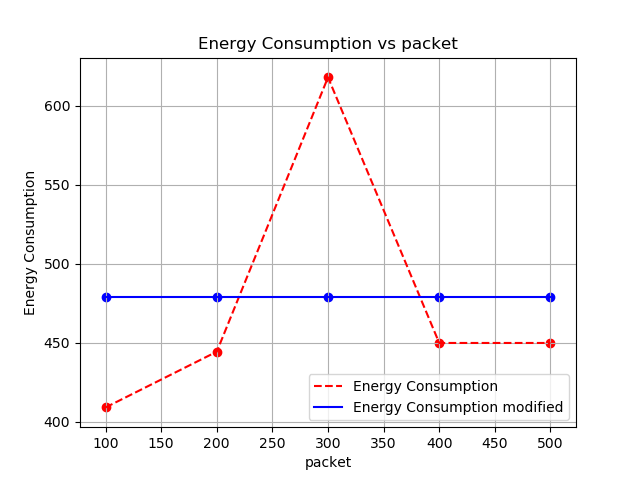 Energy Consumption vs packet
600
550
500
450
400
Energy Consumption
Energy Consumption
Energy Consumption modified
100 150 200 250 300 350 400 450 500
packet